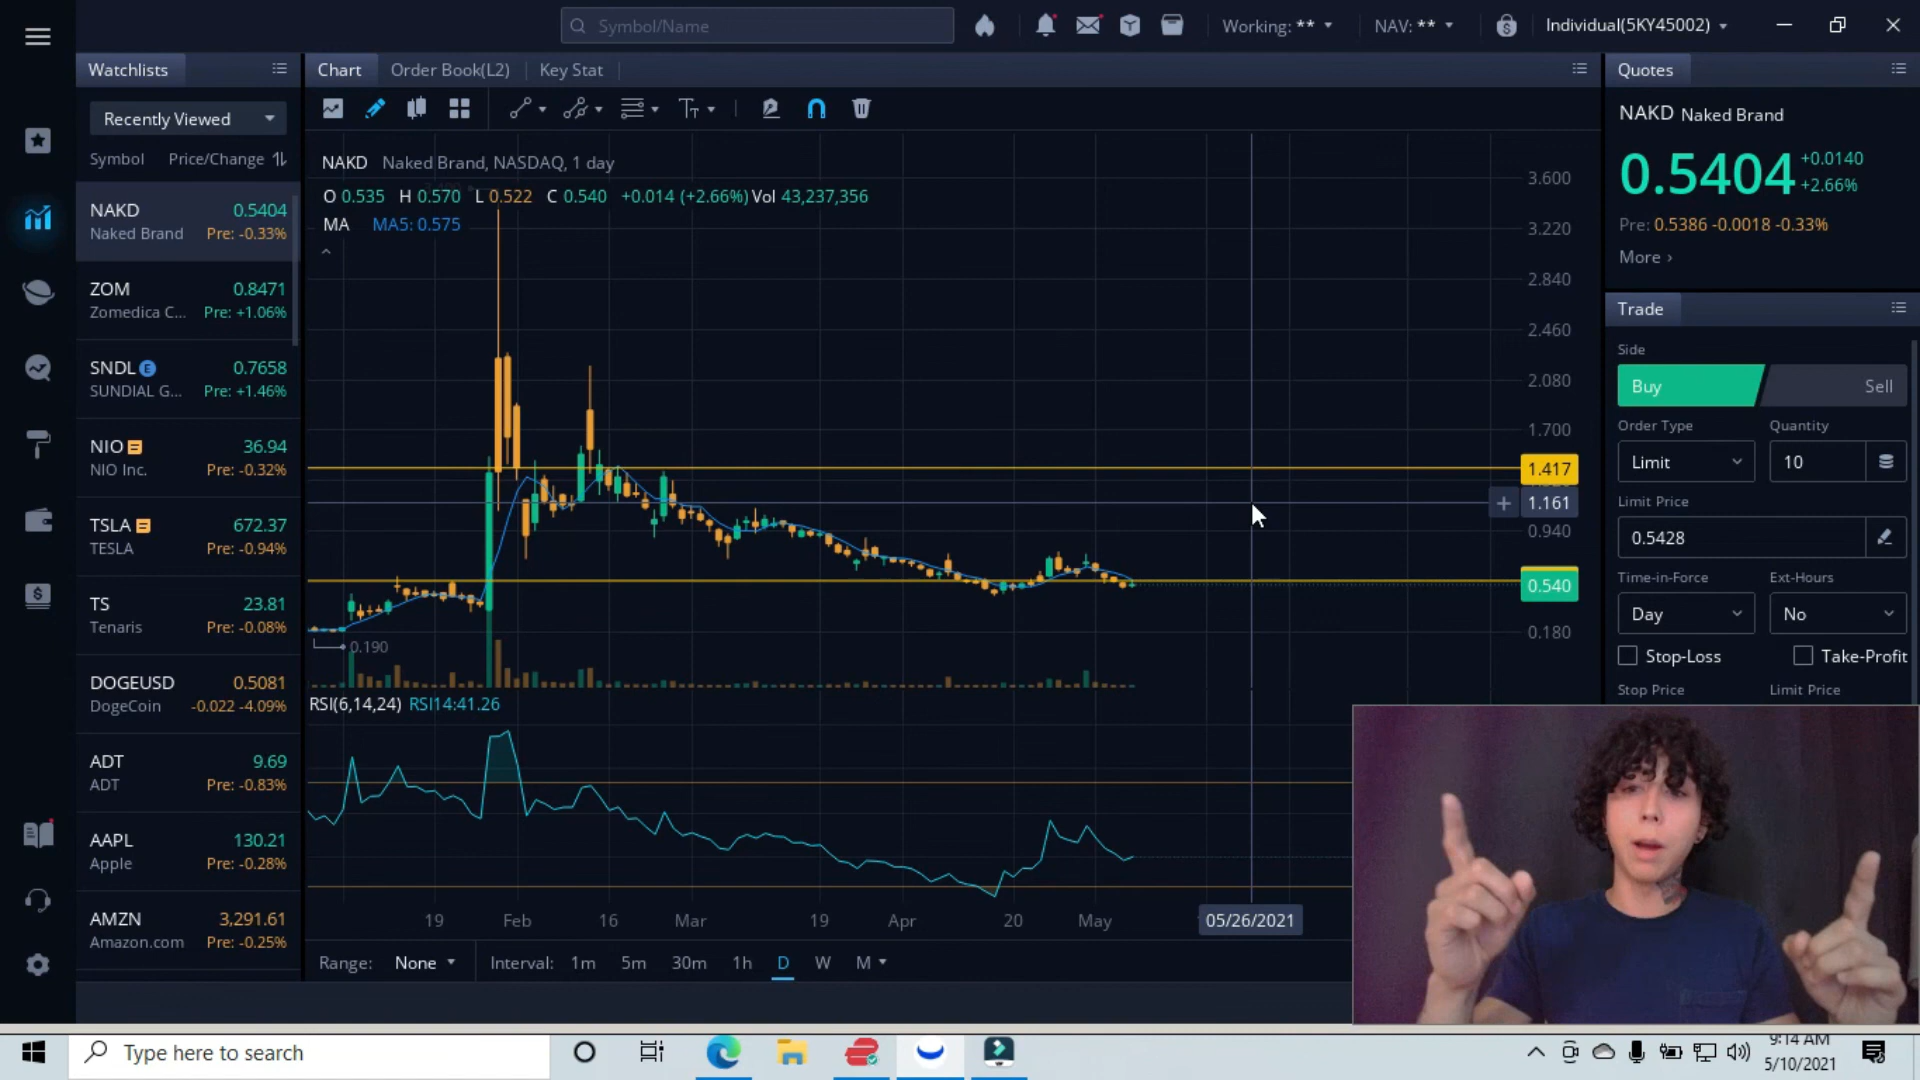 Symbol/Name
Working: **
NAV: **
Individual(5KY45002)
Watchlists
Recently Viewed
Symbol Price/Change
NAKD 0.5404
Naked Brand Pre: -0.33%
ZOM 0.8471
Zomedica C... Pre: +1.06%
SNDL E 0.7658
SUNDIAL G... Pre: +1.46%
NIO 36.94
NIO Inc. Pre: -0.32%
TSLA 672.37
TESLA Pre: -0.94%
TS 23.81
Tenaris Pre: -0.08%
DOGEUSD 0.5081
DogeCoin -0.022 -4.09%
ADT 9.69
ADT Pre: -0.83%
AAPL 130.21
Apple Pre: -0.28%
AMZN 3,291.61
Amazon.com Pre: -0.25%
Chart Order Book(L2) Key Stat
NAKD Naked Brand, NASDAQ, 1 day
O 0.535 H 0.570 L 0.522 C 0.540 +0.014 (+2.66%) Vol 43,237,356
MA MA5: 0.575
3.600
3.220
2.840
2.460
2.080
1.700
1.417
1.161
0.940
0.540
0.180
0.190
RSI(6,14,24) RSI14:41.26
19 Feb 16 Mar 19 Apr 20 May 05/26/2021
Range: None Interval: 1m 5m 30m 1h D W M
Quotes
NAKD Naked Brand
0.5404 +0.0140
+2.66%
Pre: 0.5386 -0.0018 -0.33%
More ›
Trade
Side
Buy Sell
Order Type Quantity
Limit 10
Limit Price
0.5428
Time-in-Force Ext-Hours
Day No
Stop-Loss Take-Profit
Stop Price Limit Price
Type here to search
9:14 AM
5/10/2021